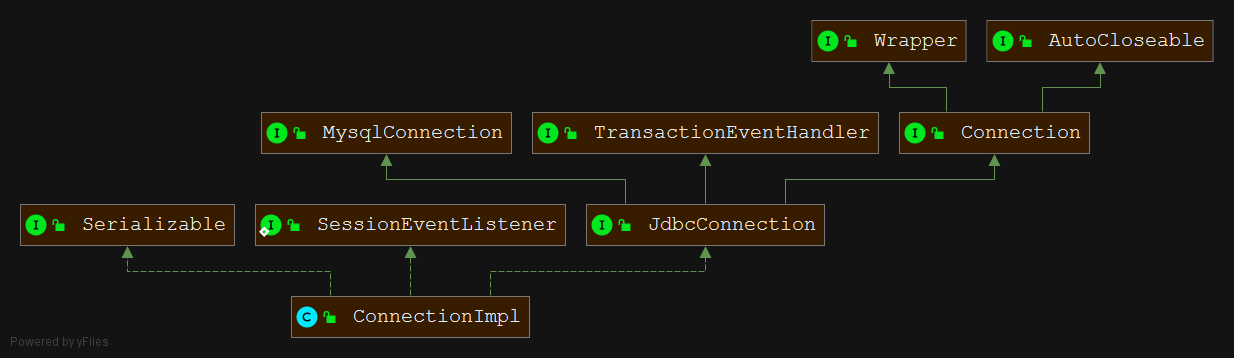 Wrapper
AutoCloseable
MysqlConnection
TransactionEventHandler
Connection
Serializable
SessionEventListener
JdbcConnection
ConnectionImpl
Powered by yFiles